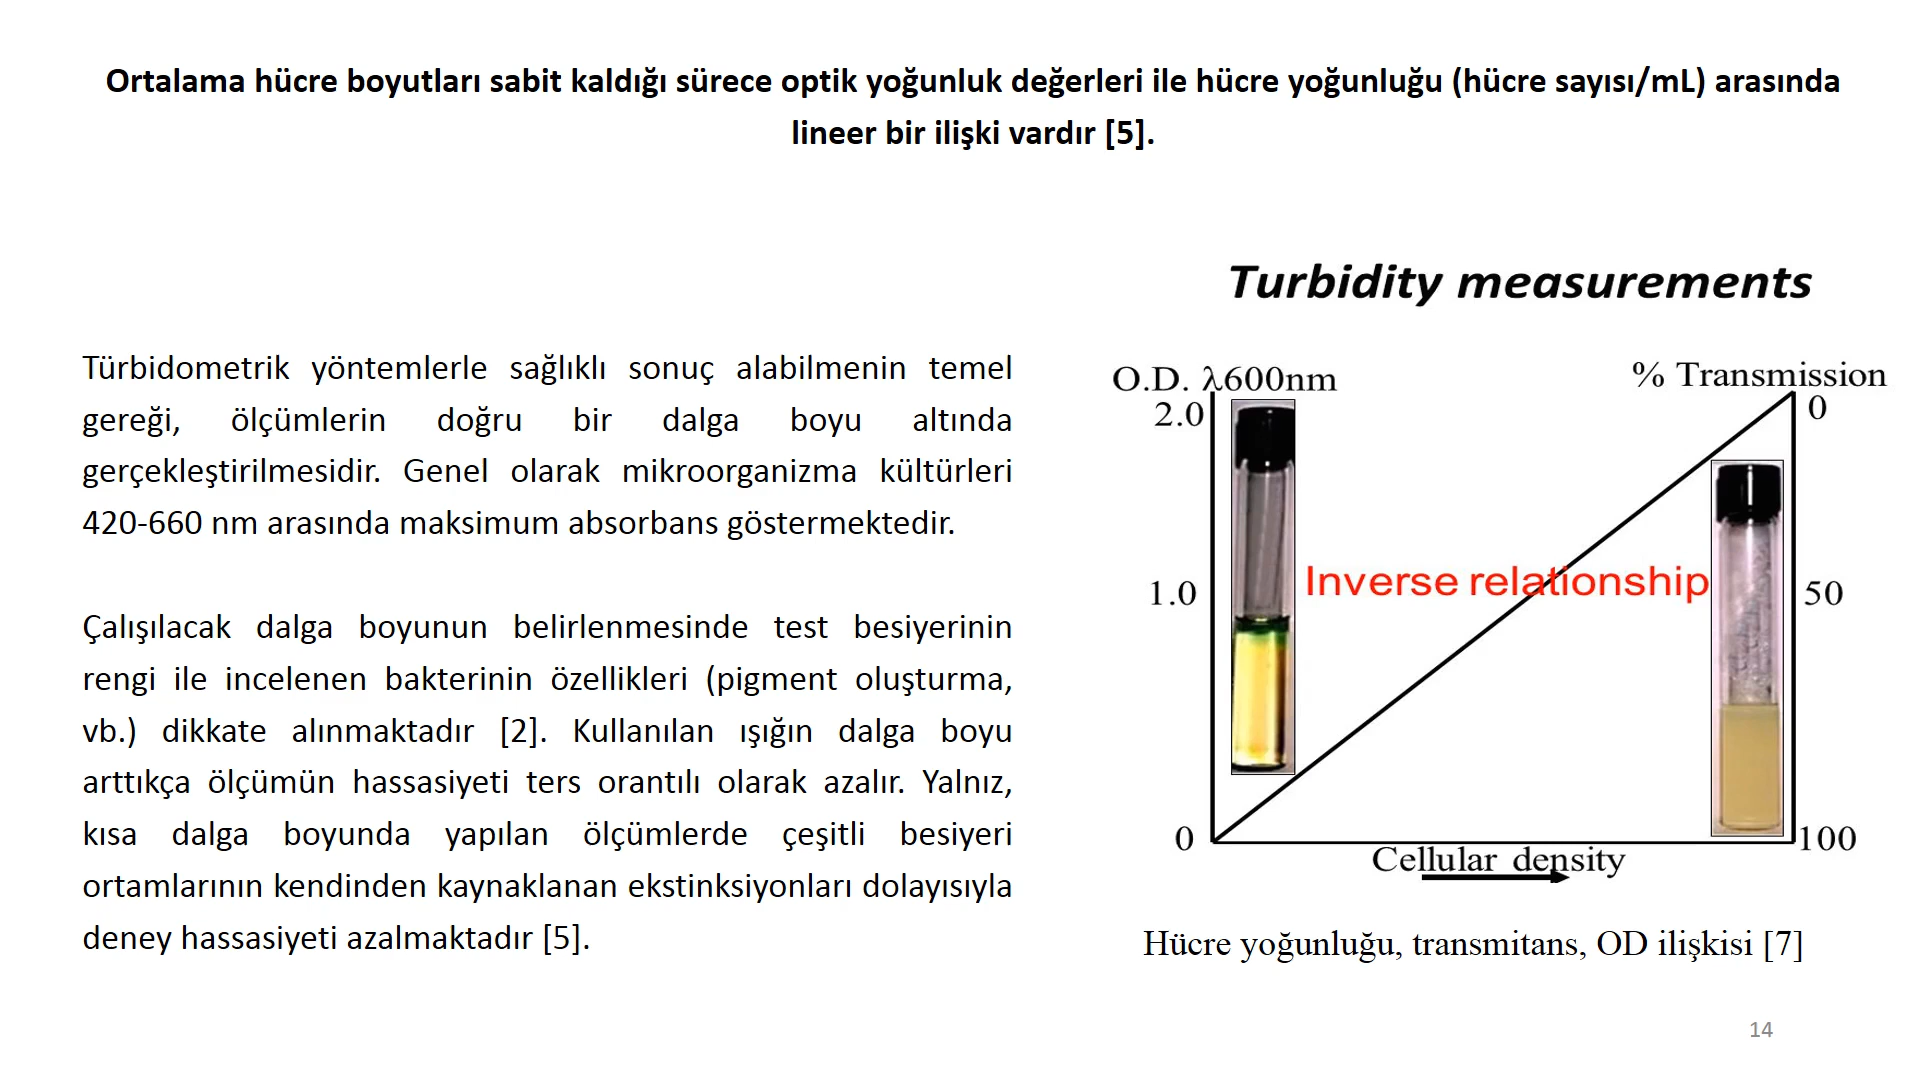 Ortalama hücre boyutları sabit kaldığı sürece optik yoğunluk değerleri ile hücre yoğunluğu (hücre sayısı/mL) arasında
lineer bir ilişki vardır [5].
Türbidometrik yöntemlerle sağlıklı sonuç alabilmenin temel
gereği, ölçümlerin doğru bir dalga boyu altında
gerçekleştirilmesidir. Genel olarak mikroorganizma kültürleri
420-660 nm arasında maksimum absorbans göstermektedir.
Çalışılacak dalga boyunun belirlenmesinde test besiyerinin
rengi ile incelenen bakterinin özellikleri (pigment oluşturma,
vb.) dikkate alınmaktadır [2]. Kullanılan ışığın dalga boyu
arttıkça ölçümün hassasiyeti ters orantılı olarak azalır. Yalnız,
kısa dalga boyunda yapılan ölçümlerde çeşitli besiyeri
ortamlarının kendinden kaynaklanan ekstinksiyonları dolayısıyla
deney hassasiyeti azalmaktadır [5].
Turbidity measurements
O.D. λ600nm
% Transmission
2.0
0
Inverse relationship
1.0
50
0
100
Cellular density
Hücre yoğunluğu, transmitans, OD ilişkisi [7]
14